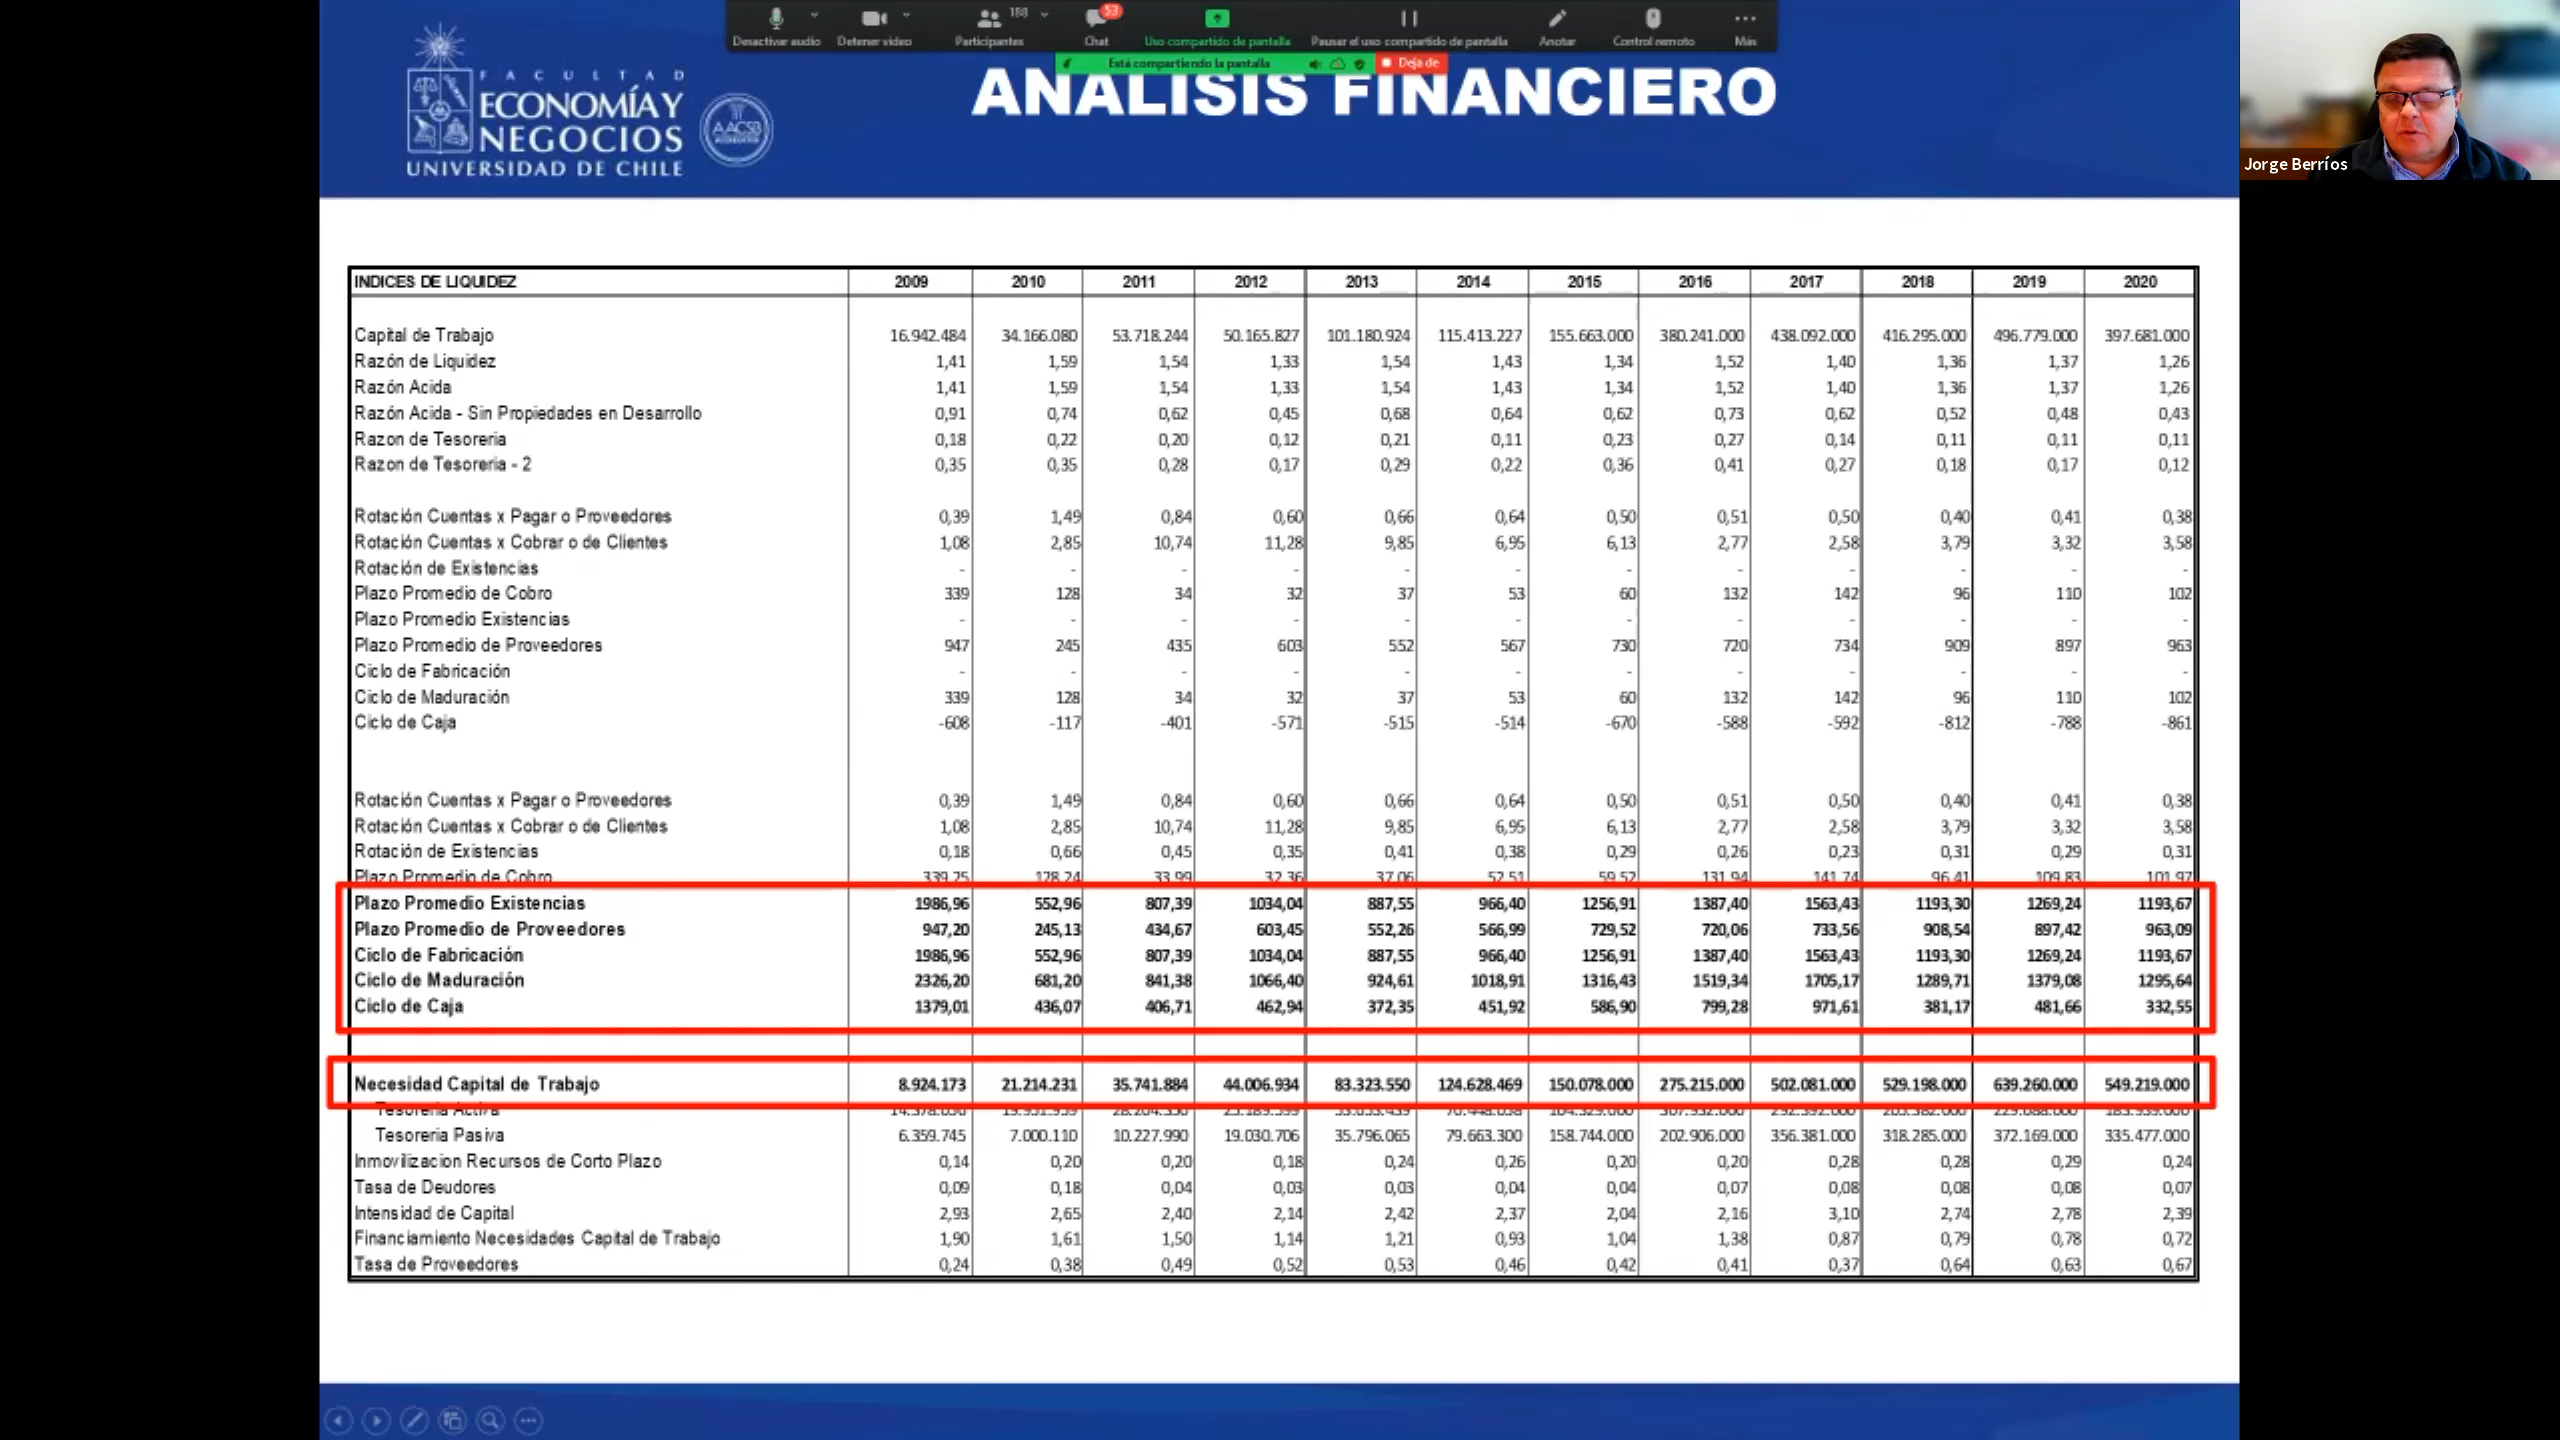 Desactivar audio
Detener video
188
Participantes
53
Chat
Uso compartido de pantalla
Pausar el uso compartido de pantalla
Anotar
Control remoto
Más
Está compartiendo la pantalla
Deja de
FACULTAD
ECONOMÍA Y
NEGOCIOS
UNIVERSIDAD DE CHILE
AACSB
ANALISIS FINANCIERO
Jorge Berríos
INDICES DE LIQUIDEZ 2009 2010 2011 2012 2013 2014 2015 2016 2017 2018 2019 2020
Capital de Trabajo 16.942.484 34.166.080 53.718.244 50.165.827 101.180.924 115.413.227 155.663.000 380.241.000 438.092.000 416.295.000 496.779.000 397.681.000
Razón de Liquidez 1,41 1,59 1,54 1,33 1,54 1,43 1,34 1,52 1,40 1,36 1,37 1,26
Razón Acida 1,41 1,59 1,54 1,33 1,54 1,43 1,34 1,52 1,40 1,36 1,37 1,26
Razón Acida - Sin Propiedades en Desarrollo 0,91 0,74 0,62 0,45 0,68 0,64 0,62 0,73 0,62 0,52 0,48 0,43
Razon de Tesoreria 0,18 0,22 0,20 0,12 0,21 0,11 0,23 0,27 0,14 0,11 0,11 0,11
Razon de Tesoreria - 2 0,35 0,35 0,28 0,17 0,29 0,22 0,36 0,41 0,27 0,18 0,17 0,12
Rotación Cuentas x Pagar o Proveedores 0,39 1,49 0,84 0,60 0,66 0,64 0,50 0,51 0,50 0,40 0,41 0,38
Rotación Cuentas x Cobrar o de Clientes 1,08 2,85 10,74 11,28 9,85 6,95 6,13 2,77 2,58 3,79 3,32 3,58
Rotación de Existencias - - - - - - - - - - - -
Plazo Promedio de Cobro 339 128 34 32 37 53 60 132 142 96 110 102
Plazo Promedio Existencias - - - - - - - - - - - -
Plazo Promedio de Proveedores 947 245 435 603 552 567 730 720 734 909 897 963
Ciclo de Fabricación - - - - - - - - - - - -
Ciclo de Maduración 339 128 34 32 37 53 60 132 142 96 110 102
Ciclo de Caja -608 -117 -401 -571 -515 -514 -670 -588 -592 -812 -788 -861
Rotación Cuentas x Pagar o Proveedores 0,39 1,49 0,84 0,60 0,66 0,64 0,50 0,51 0,50 0,40 0,41 0,38
Rotación Cuentas x Cobrar o de Clientes 1,08 2,85 10,74 11,28 9,85 6,95 6,13 2,77 2,58 3,79 3,32 3,58
Rotación de Existencias 0,18 0,66 0,45 0,35 0,41 0,38 0,29 0,26 0,23 0,31 0,29 0,31
Plazo Promedio de Cobro 339,25 128,24 33,99 32,36 37,06 52,51 59,52 131,94 141,74 96,41 109,83 101,97
Plazo Promedio Existencias 1986,96 552,96 807,39 1034,04 887,55 966,40 1256,91 1387,40 1563,43 1193,30 1269,24 1193,67
Plazo Promedio de Proveedores 947,20 245,13 434,67 603,45 552,26 566,99 729,52 720,06 733,56 908,54 897,42 963,09
Ciclo de Fabricación 1986,96 552,96 807,39 1034,04 887,55 966,40 1256,91 1387,40 1563,43 1193,30 1269,24 1193,67
Ciclo de Maduración 2326,20 681,20 841,38 1066,40 924,61 1018,91 1316,43 1519,34 1705,17 1289,71 1379,08 1295,64
Ciclo de Caja 1379,01 436,07 406,71 462,94 372,35 451,92 586,90 799,28 971,61 381,17 481,66 332,55
Necesidad Capital de Trabajo 8.924.173 21.214.231 35.741.884 44.006.934 83.323.550 124.628.469 150.078.000 275.215.000 502.081.000 529.198.000 639.260.000 549.219.000
Tesoreria Activa
Tesoreria Pasiva 6.359.745 7.000.110 10.227.990 19.030.706 35.796.065 79.663.300 158.744.000 202.906.000 356.381.000 318.285.000 372.169.000 335.477.000
Inmovilizacion Recursos de Corto Plazo 0,14 0,20 0,20 0,18 0,24 0,26 0,20 0,20 0,28 0,28 0,29 0,24
Tasa de Deudores 0,09 0,18 0,04 0,03 0,03 0,04 0,04 0,07 0,08 0,08 0,08 0,07
Intensidad de Capital 2,93 2,65 2,40 2,14 2,42 2,37 2,04 2,16 3,10 2,74 2,78 2,39
Financiamiento Necesidades Capital de Trabajo 1,90 1,61 1,50 1,14 1,21 0,93 1,04 1,38 0,87 0,79 0,78 0,72
Tasa de Proveedores 0,24 0,38 0,49 0,52 0,53 0,46 0,42 0,41 0,37 0,64 0,63 0,67